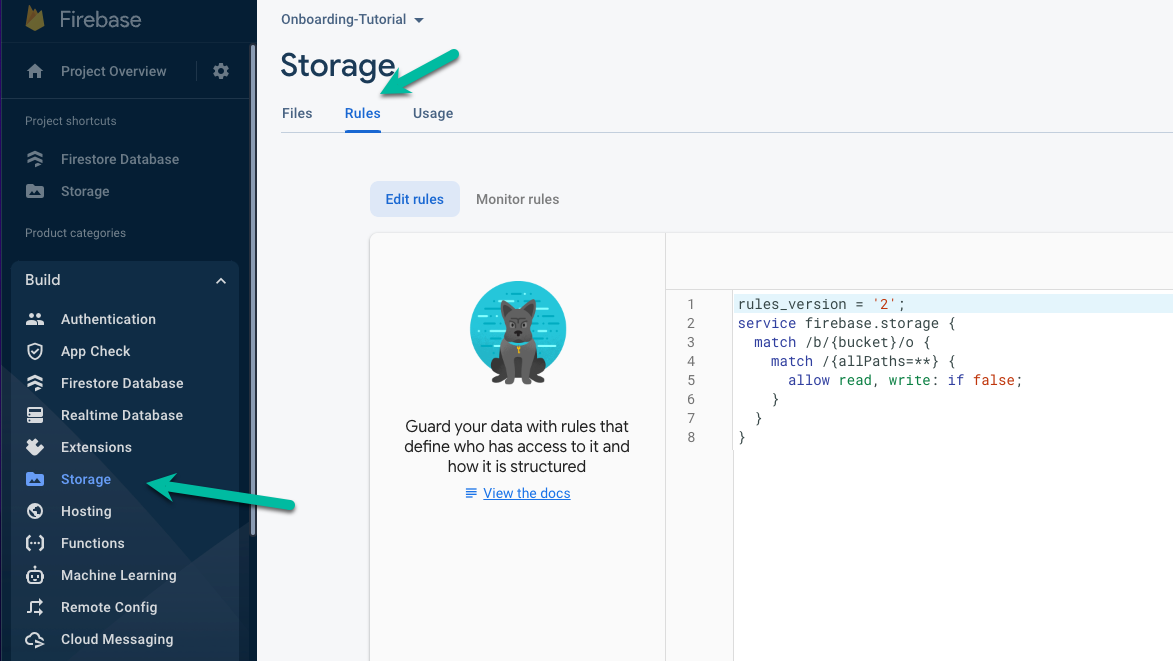 Firebase
Project Overview
Project shortcuts
Firestore Database
Storage
Product categories
Build
Authentication
App Check
Firestore Database
Realtime Database
Extensions
Storage
Hosting
Functions
Machine Learning
Remote Config
Cloud Messaging
Onboarding-Tutorial
Storage
Files Rules Usage
Edit rules Monitor rules
Guard your data with rules that
define who has access to it and
how it is structured
View the docs
1 rules_version = '2';
2 service firebase.storage {
3   match /b/{bucket}/o {
4     match /{allPaths=**} {
5       allow read, write: if false;
6     }
7   }
8 }